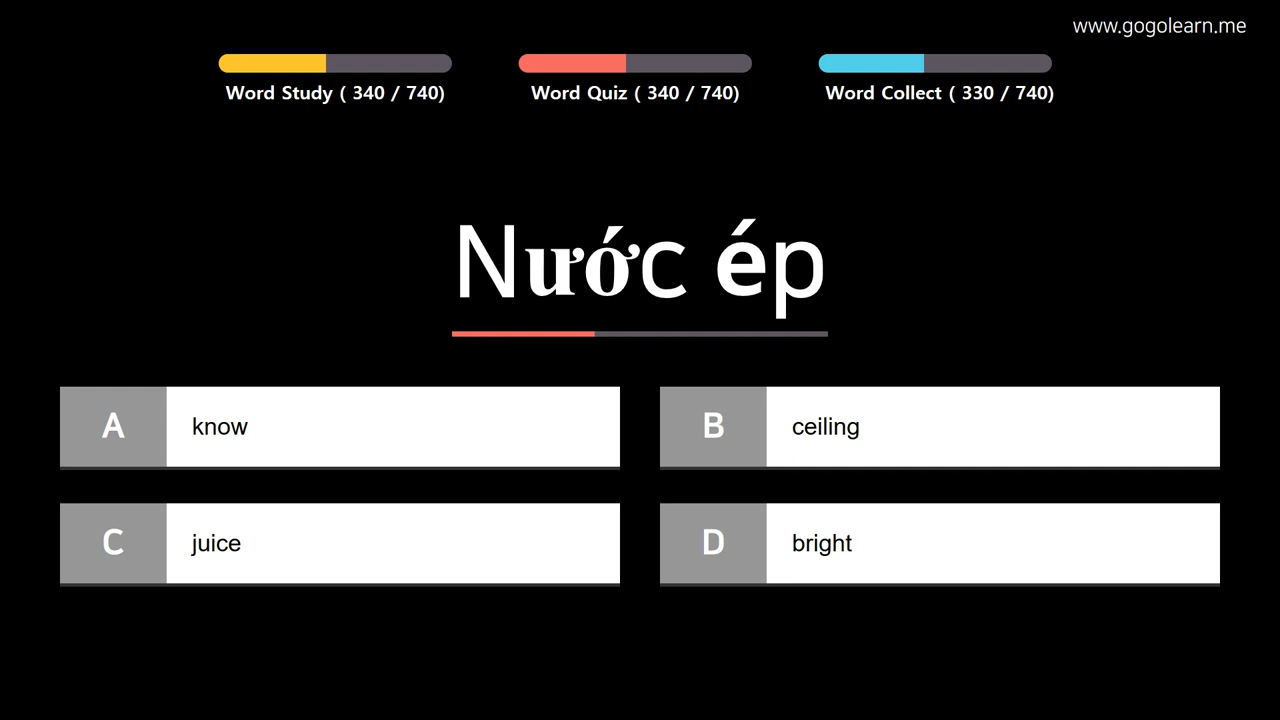 www.gogolearn.me
Word Study ( 340 / 740)
Word Quiz ( 340 / 740)
Word Collect ( 330 / 740)
Nước ép
A know
B ceiling
C juice
D bright